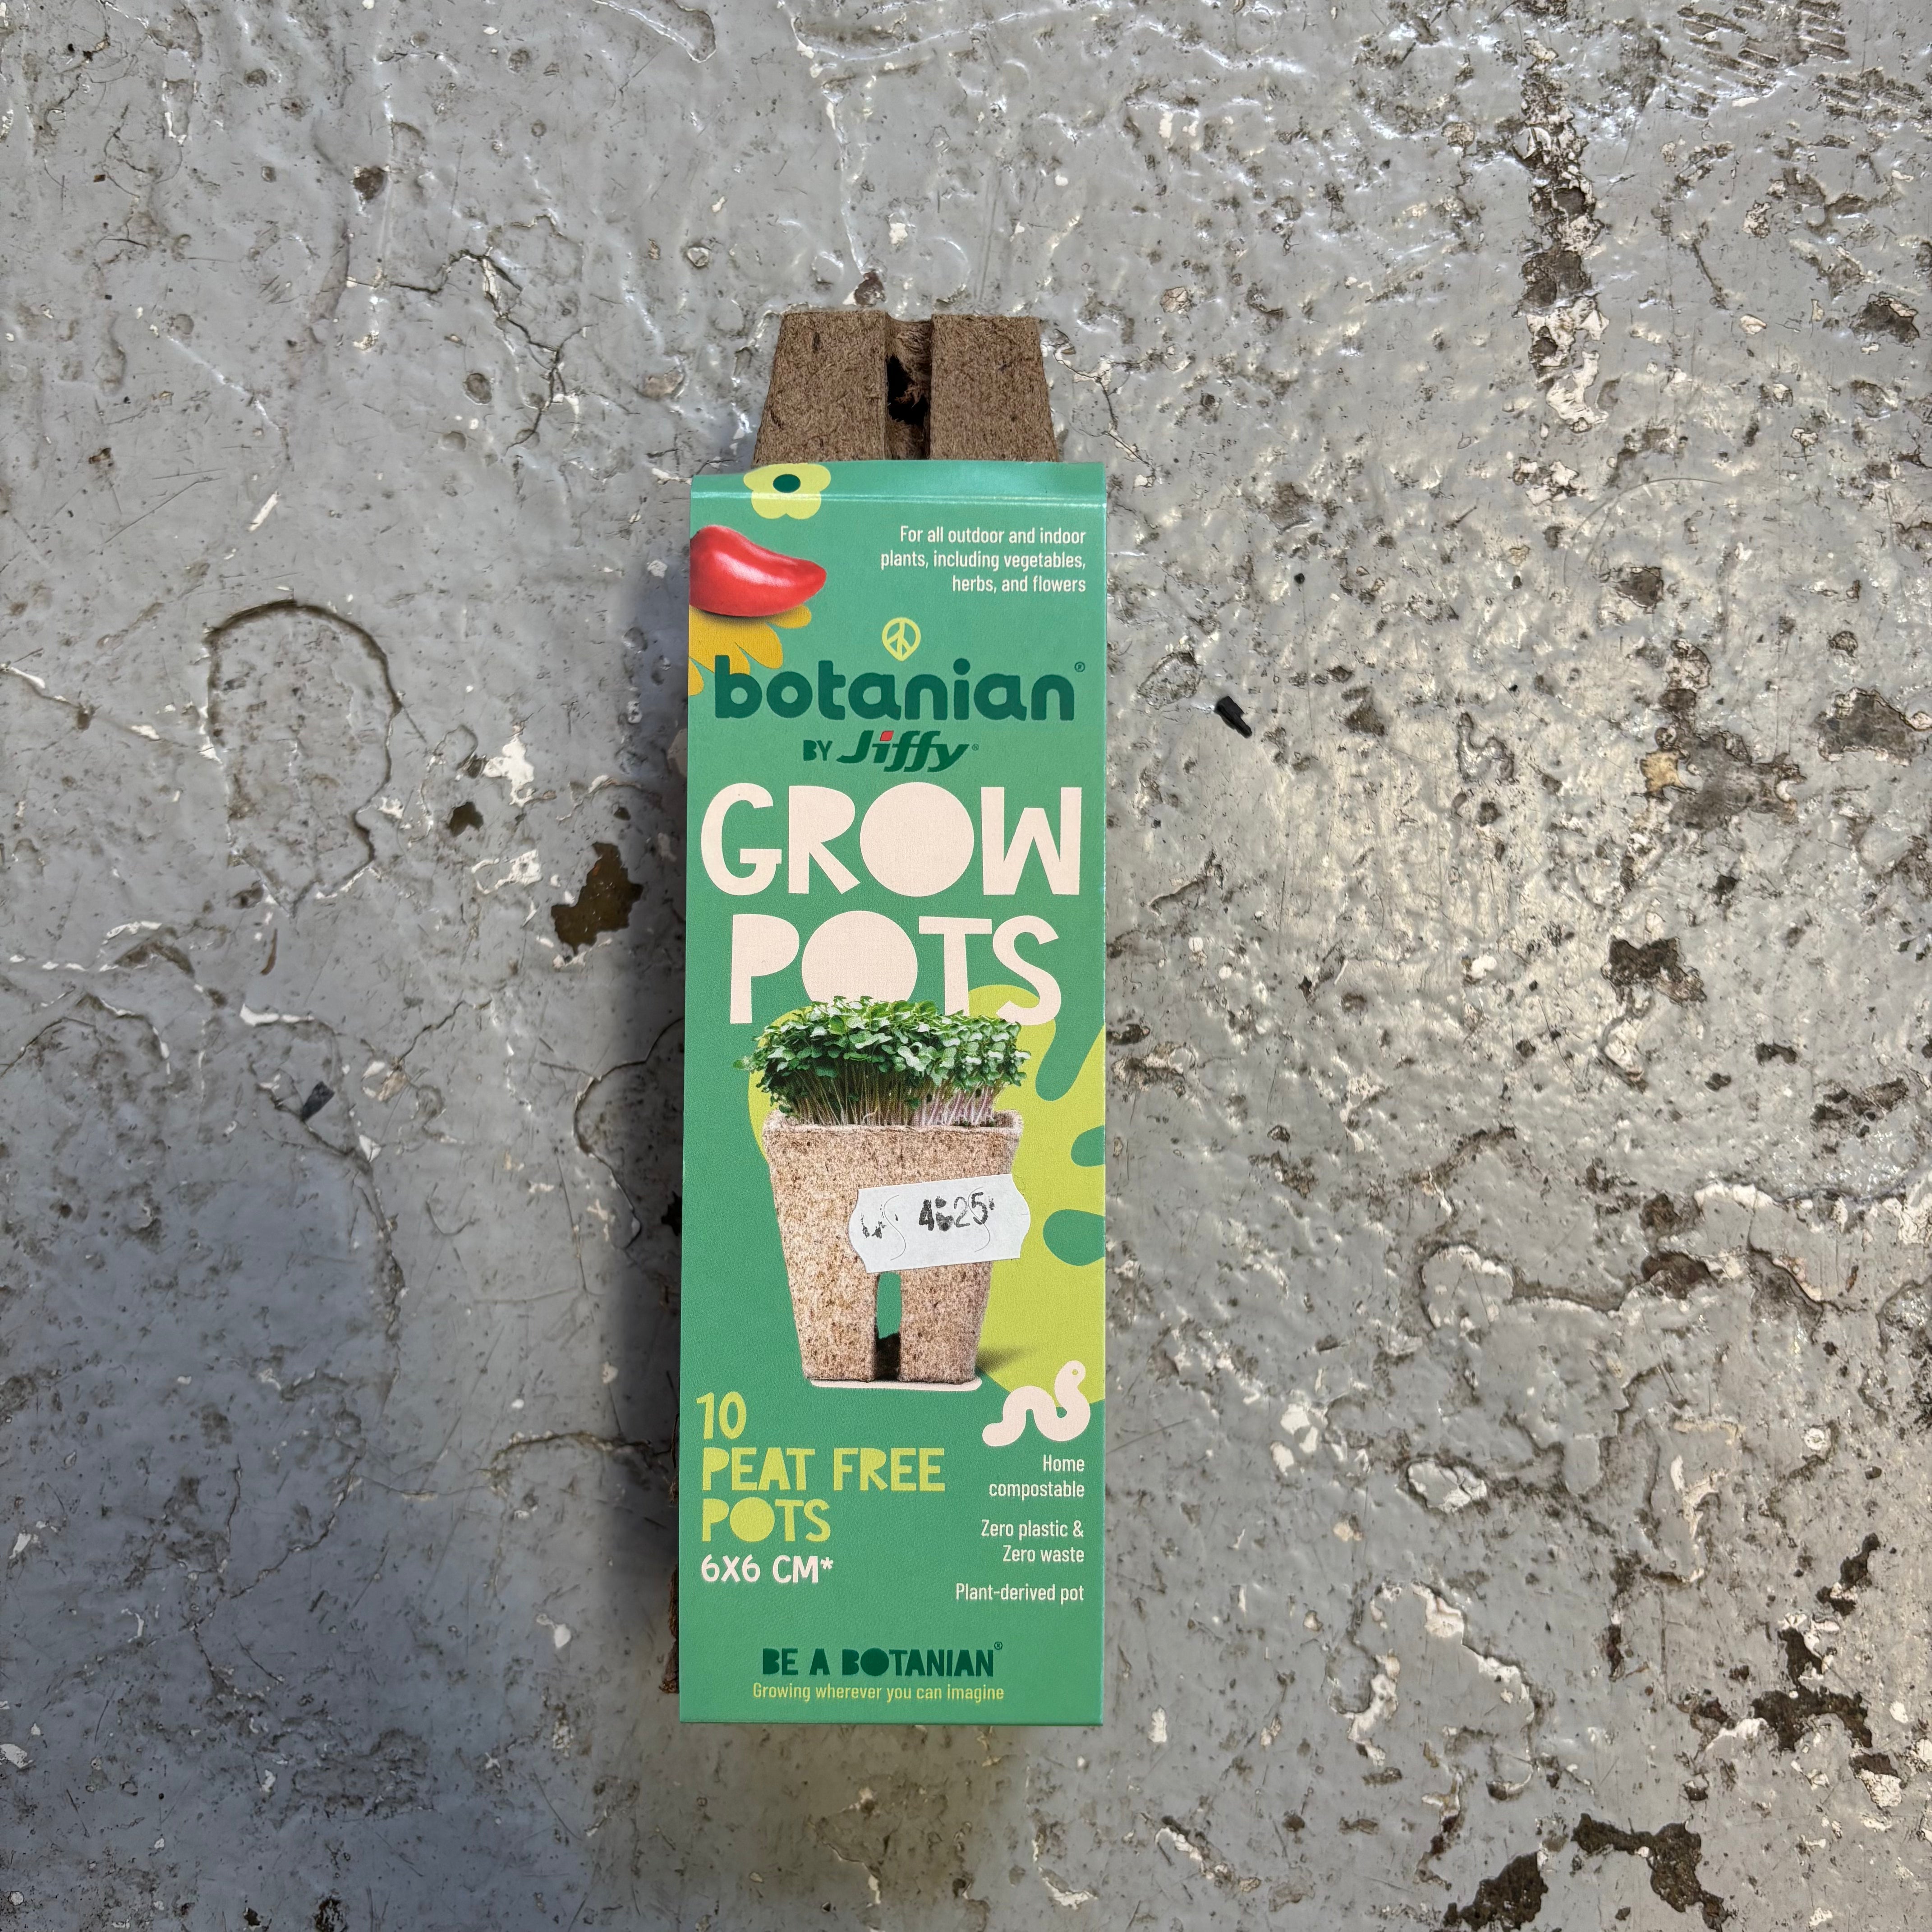 For all outdoor and indoor
plants, including vegetables,
herbs, and flowers
botanian®
BY Jiffy®
GROW
POTS
10
PEAT FREE
POTS
6X6 CM*
Home
compostable
Zero plastic &
Zero waste
Plant-derived pot
BE A BOTANIAN®
Growing wherever you can imagine